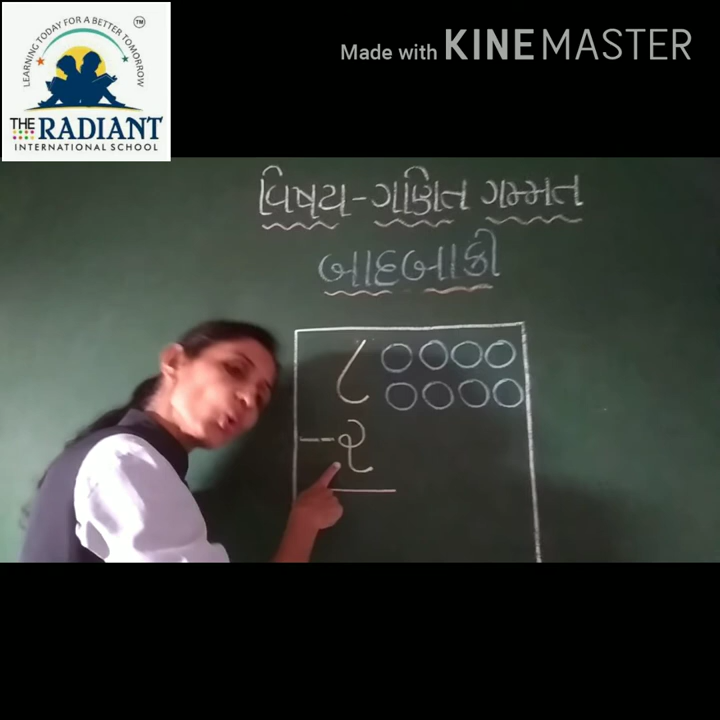 LEARNING TODAY FOR A BETTER TOMORROW
TM
THE RADIANT
INTERNATIONAL SCHOOL
Made with KINEMASTER
વિષય - ગણિત ગમ્મત
બાદબાકી
૮
- ૨